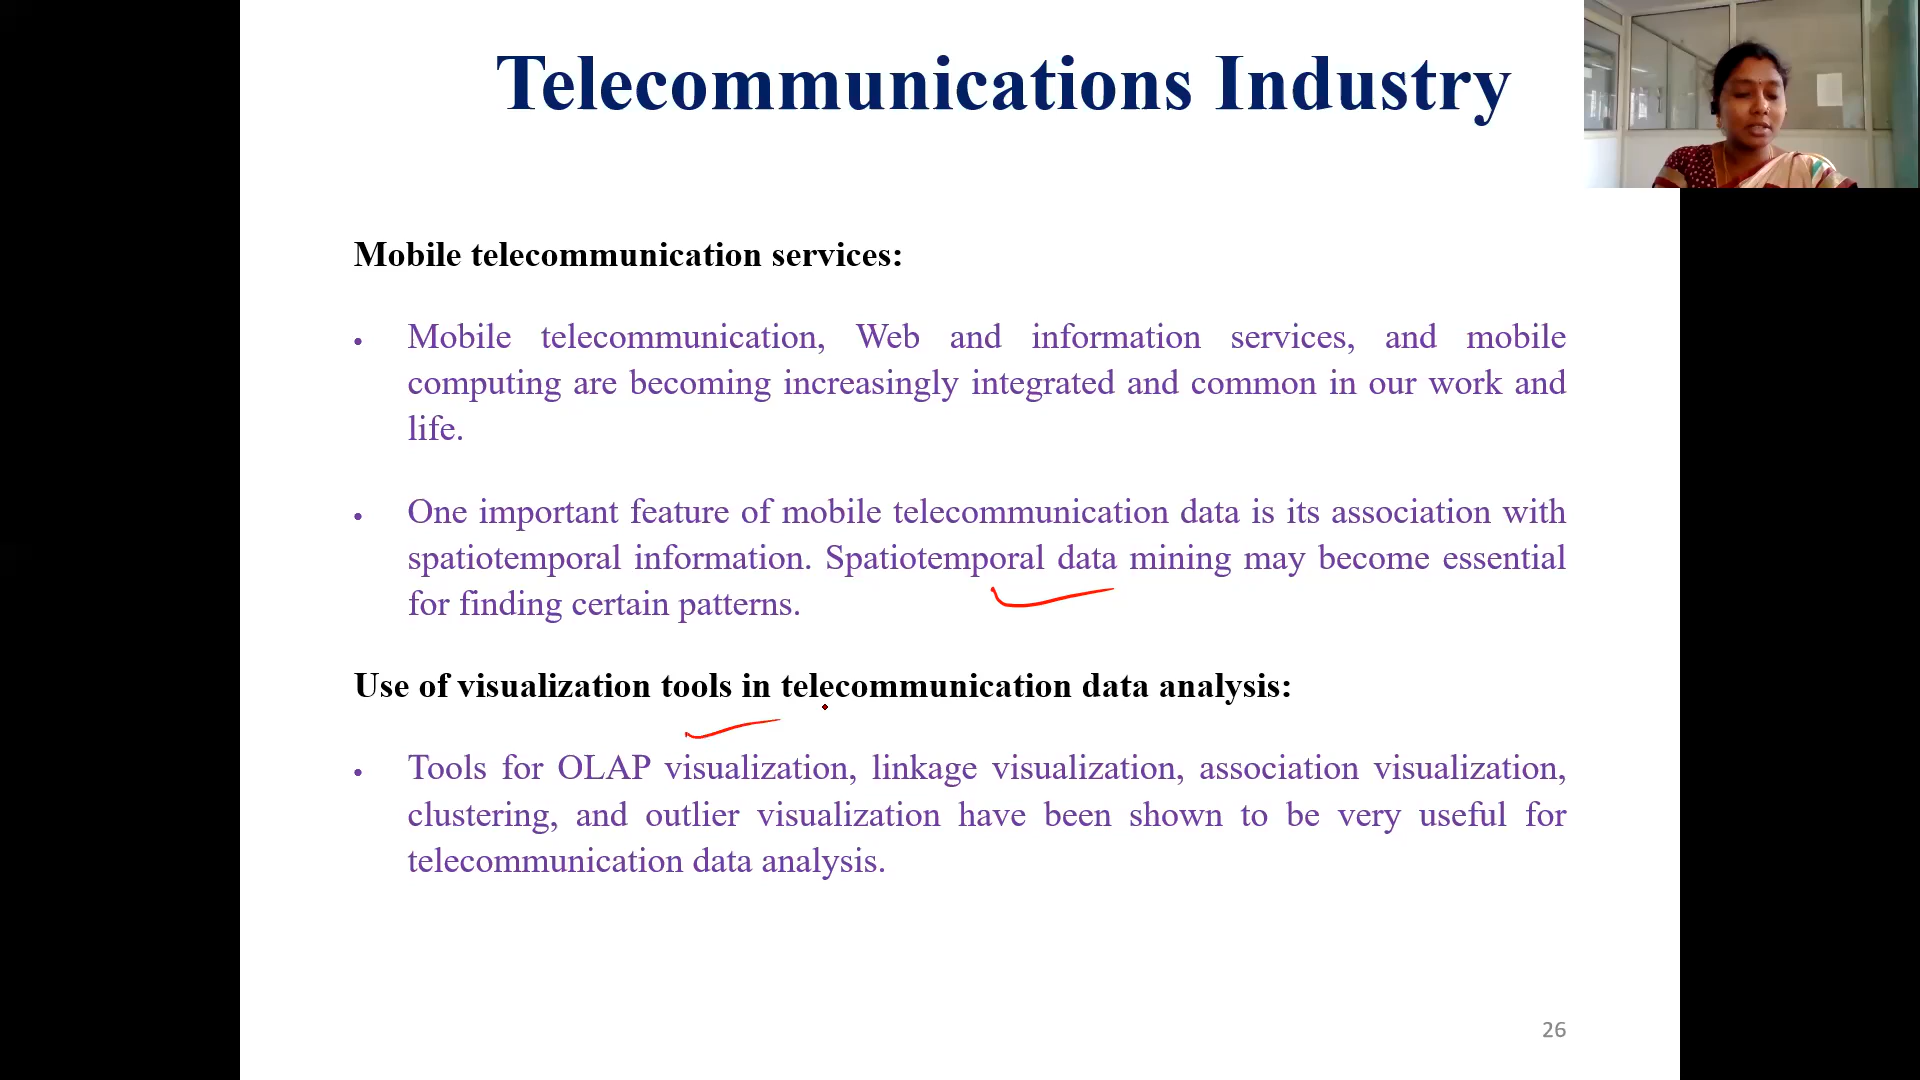 Telecommunications Industry
Mobile telecommunication services:
• Mobile telecommunication, Web and information services, and mobile
computing are becoming increasingly integrated and common in our work and
life.
• One important feature of mobile telecommunication data is its association with
spatiotemporal information. Spatiotemporal data mining may become essential
for finding certain patterns.
Use of visualization tools in telecommunication data analysis:
• Tools for OLAP visualization, linkage visualization, association visualization,
clustering, and outlier visualization have been shown to be very useful for
telecommunication data analysis.
26